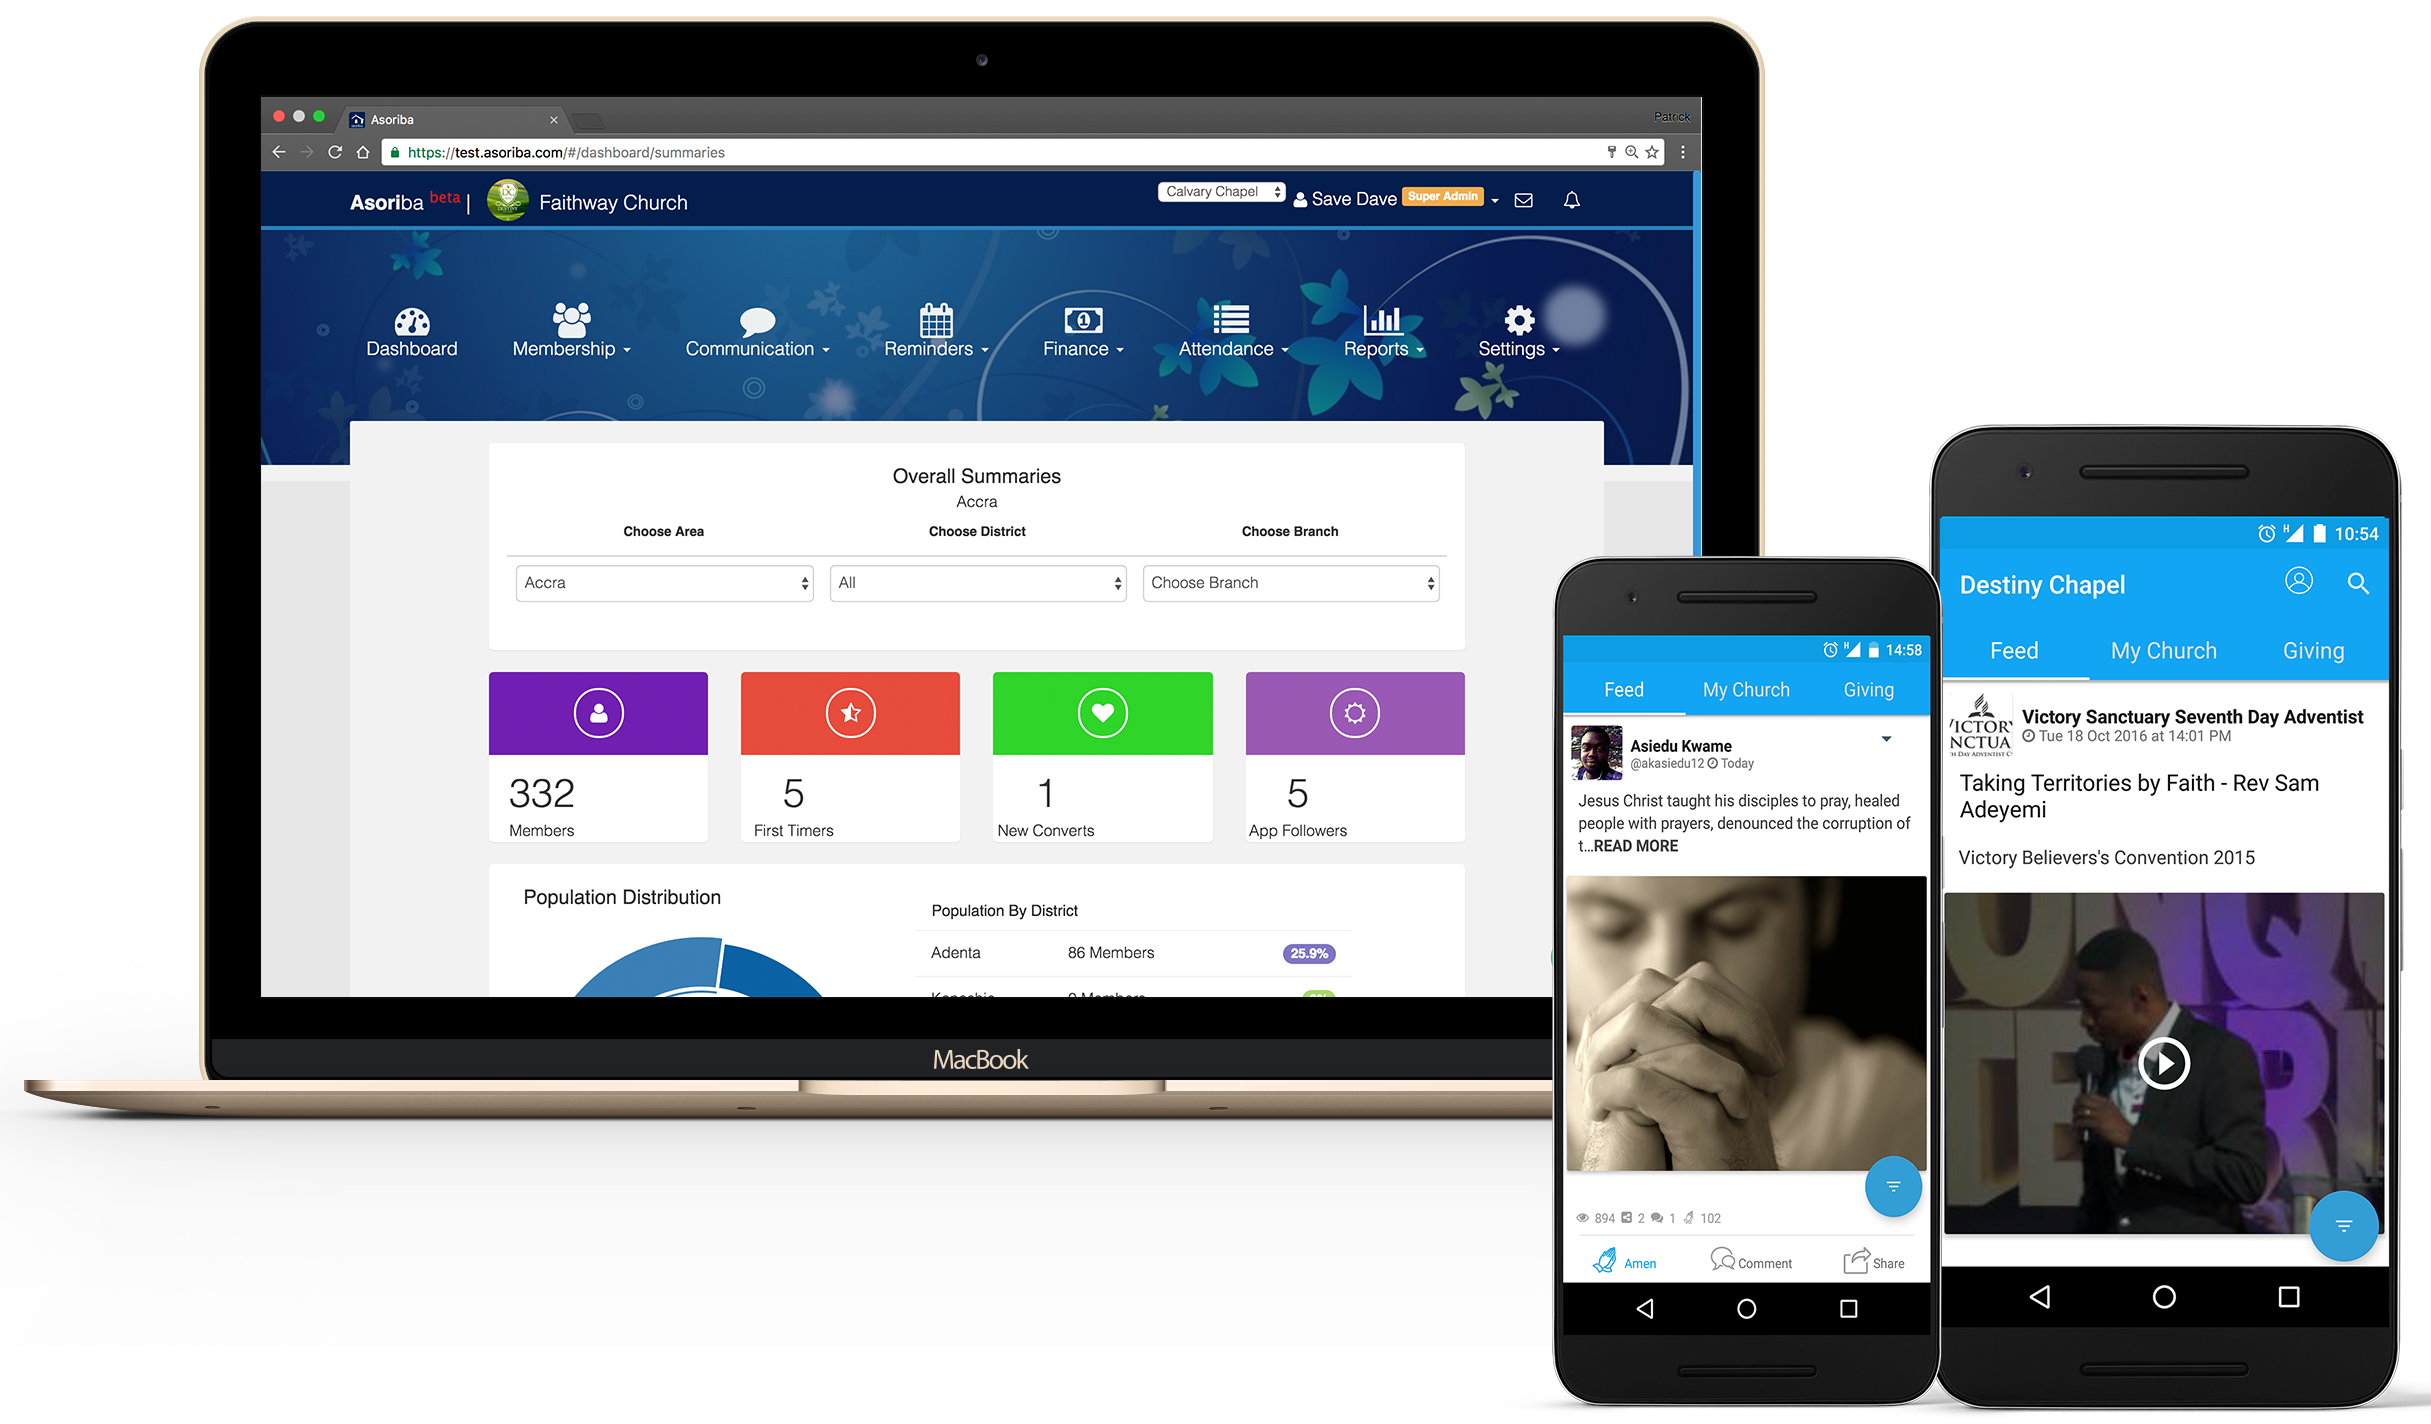 Asoriba
Patrick
https://test.asoriba.com/#/dashboard/summaries
Asoriba beta |
Faithway Church
Calvary Chapel
Save Dave
Super Admin
Dashboard
Membership
Communication
Reminders
Finance
Attendance
Reports
Settings
Overall Summaries
Accra
Choose Area
Choose District
Choose Branch
Accra
All
Choose Branch
332
Members
5
First Timers
1
New Converts
5
App Followers
Population Distribution
Population By District
Adenta 86 Members 25.9%
MacBook
14:58
Feed My Church Giving
Asiedu Kwame
@akasiedu12 Today
Jesus Christ taught his disciples to pray, healed
people with prayers, denounced the corruption of
t...READ MORE
894 2 1 102
Amen Comment Share
10:54
Destiny Chapel
Feed My Church Giving
Victory Sanctuary Seventh Day Adventist
Tue 18 Oct 2016 at 14:01 PM
Taking Territories by Faith - Rev Sam
Adeyemi
Victory Believers's Convention 2015